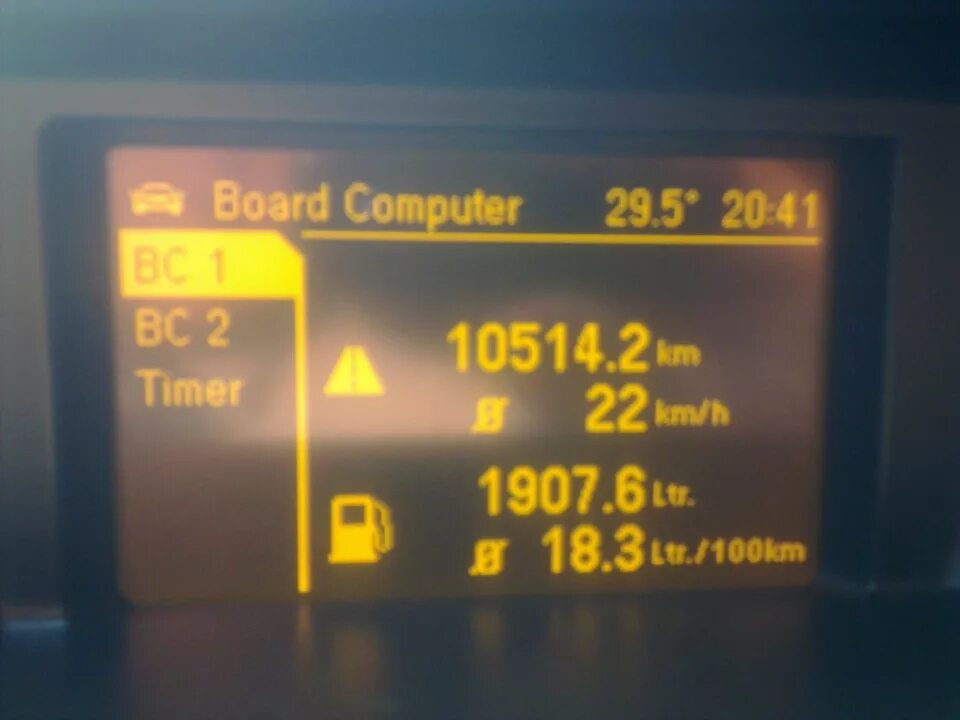 Board Computer 29.5° 20:41
BC 1
BC 2
Timer
10514.2 km
Ø 22 km/h
1907.6 Ltr.
Ø 18.3 Ltr./100km